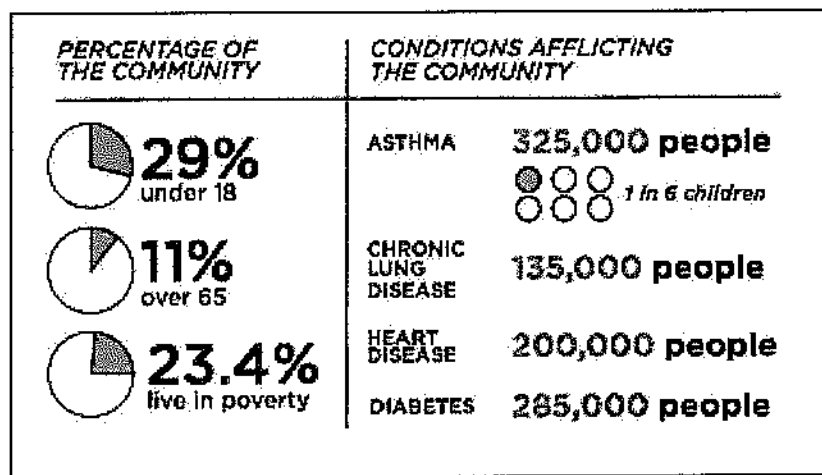 PERCENTAGE OF
THE COMMUNITY
29%
under 18
11%
over 65
23.4%
live in poverty
CONDITIONS AFFLICTING
THE COMMUNITY
ASTHMA 325,000 people
1 in 6 children
CHRONIC
LUNG
DISEASE
135,000 people
HEART
DISEASE
200,000 people
DIABETES 285,000 people